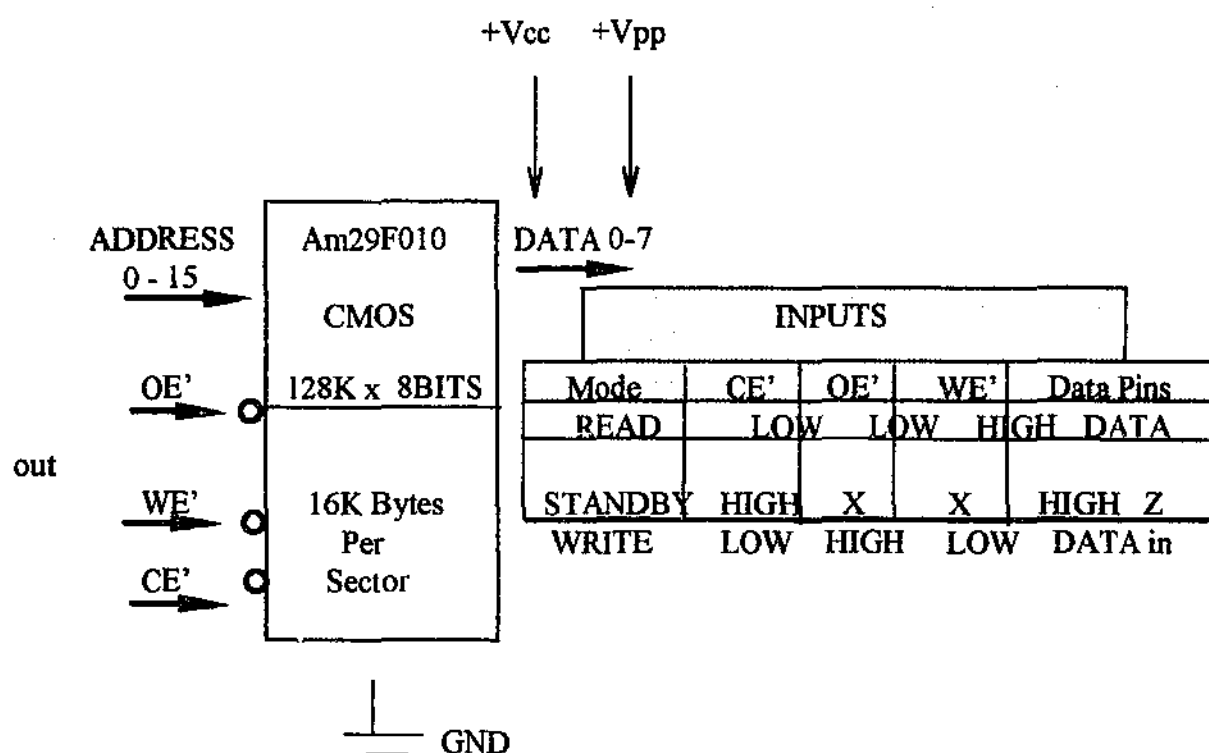 +Vcc +Vpp
ADDRESS
0 - 15
Am29F010
CMOS
128K x 8BITS
DATA 0-7
INPUTS
Mode CE' OE' WE' Data Pins
READ LOW LOW HIGH DATA
out
STANDBY HIGH X X HIGH Z
WRITE LOW HIGH LOW DATA in
OE'
WE'
CE'
16K Bytes
Per
Sector
GND